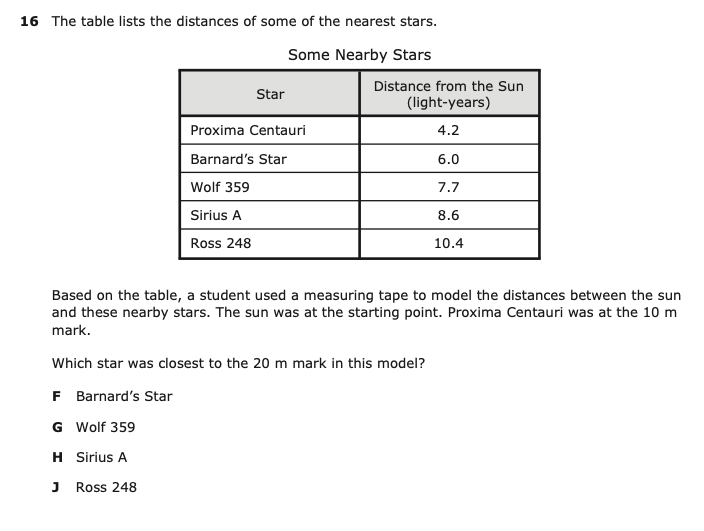 16 The table lists the distances of some of the nearest stars.
Some Nearby Stars
Star
Distance from the Sun
(light-years)
Proxima Centauri 4.2
Barnard’s Star 6.0
Wolf 359 7.7
Sirius A 8.6
Ross 248 10.4
Based on the table, a student used a measuring tape to model the distances between the sun
and these nearby stars. The sun was at the starting point. Proxima Centauri was at the 10 m
mark.
Which star was closest to the 20 m mark in this model?
F Barnard’s Star
G Wolf 359
H Sirius A
J Ross 248